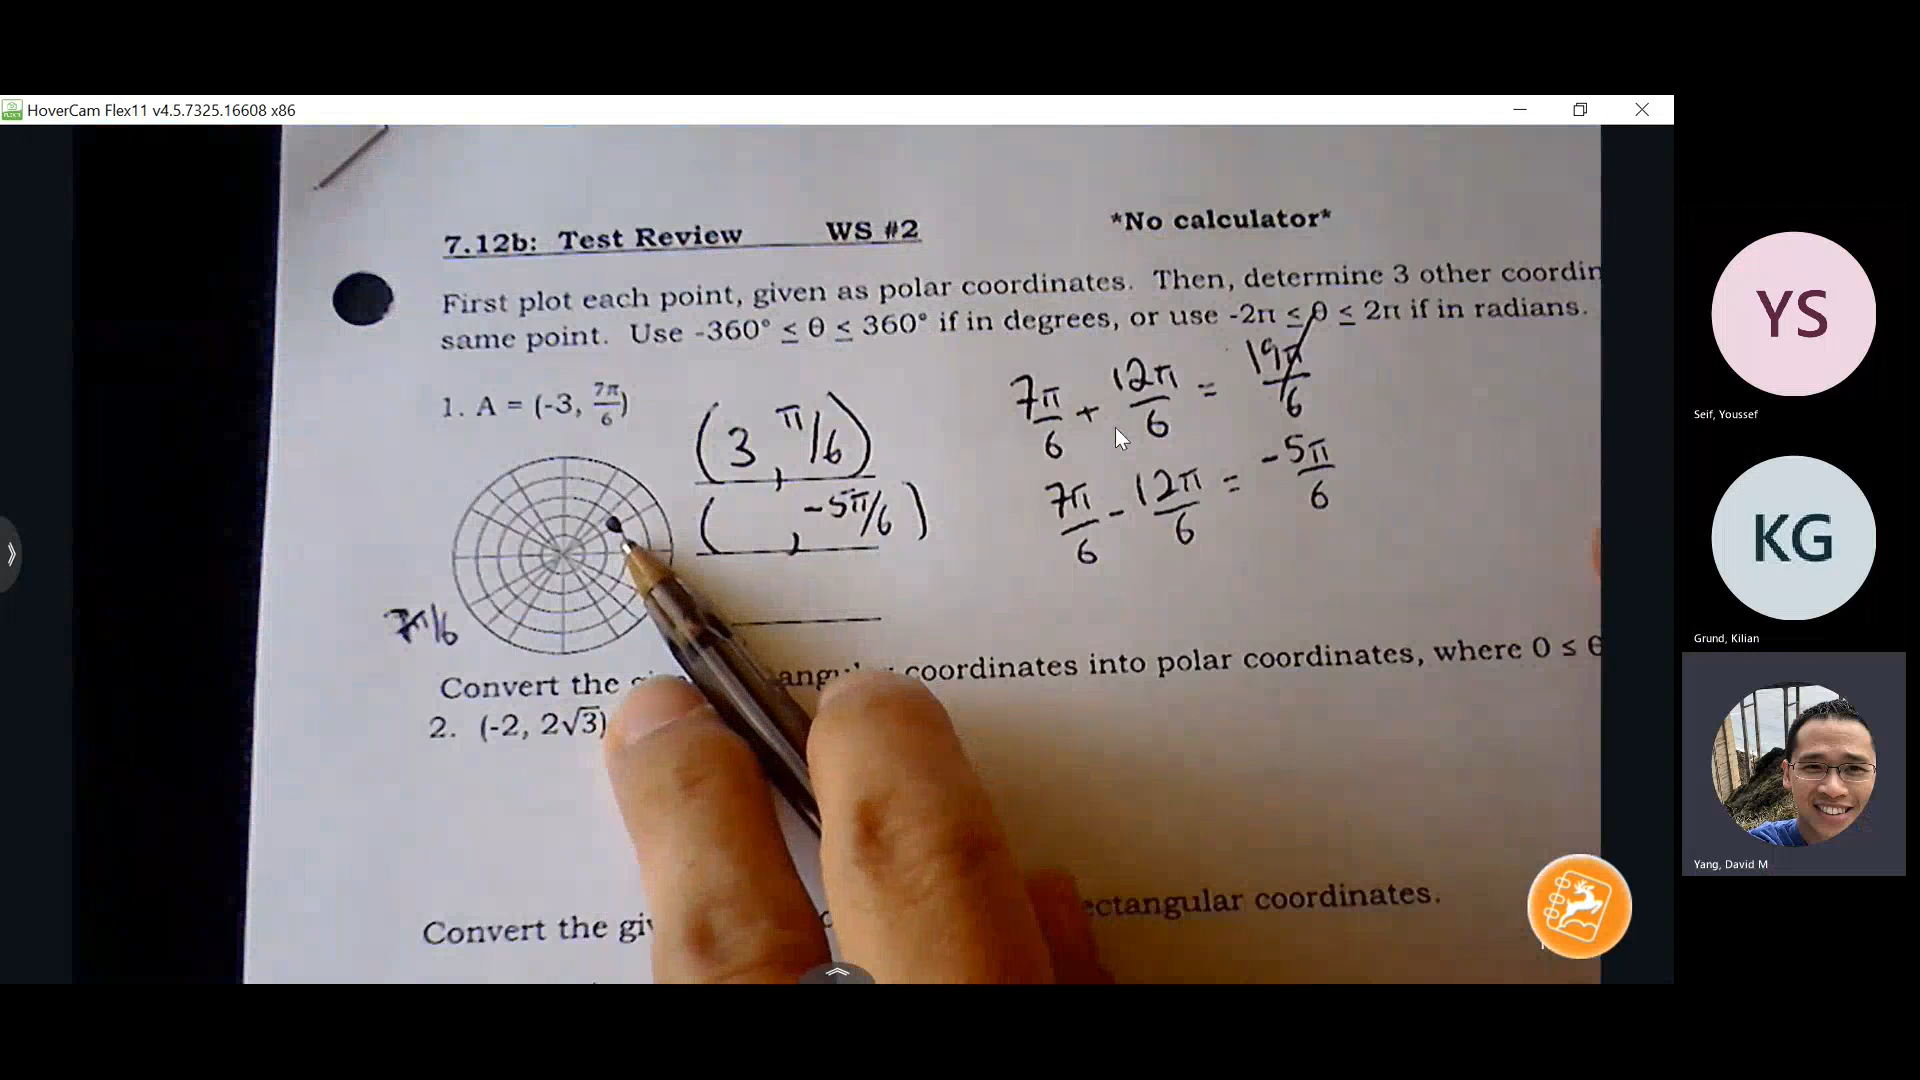 HoverCam Flex11 v4.5.7325.16608 x86
7.12b: Test Review WS #2 *No calculator*
First plot each point, given as polar coordinates. Then, determine 3 other coordin
same point. Use -360° ≤ θ ≤ 360° if in degrees, or use -2π ≤ θ ≤ 2π if in radians.
1. A = (-3, 7π/6)
(3, π/6)
( , -5π/6)
7π/6 + 12π/6 = 19π/6
7π/6 - 12π/6 = -5π/6
7π/6
Convert the coordinates into polar coordinates, where 0 ≤ θ
2. (-2, 2√3)
Convert the giv ectangular coordinates.
YS
Seif, Youssef
KG
Grund, Kilian
Yang, David M